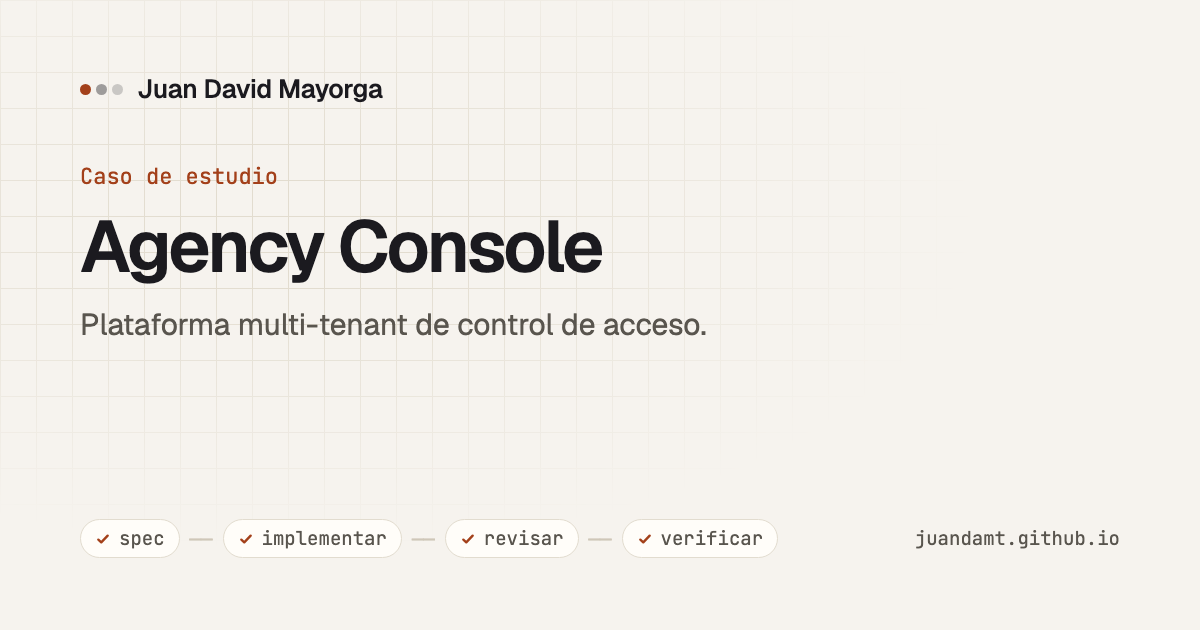 Juan David Mayorga
Caso de estudio
Agency Console
Plataforma multi-tenant de control de acceso.
spec — implementar — revisar — verificar
juandamt.github.io